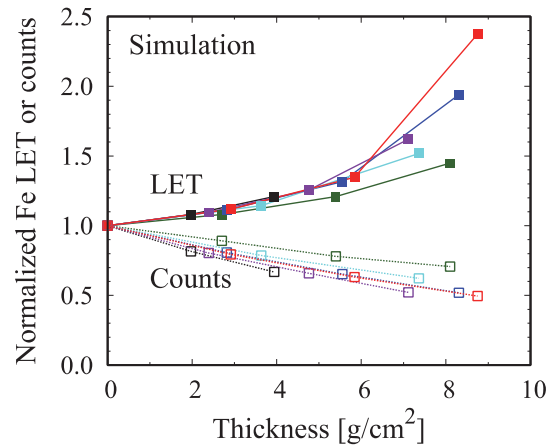 Simulation
LET
Counts
Normalized Fe LET or counts
2.5
2.0
1.5
1.0
0.5
0.0
0 2 4 6 8 10
Thickness [g/cm²]